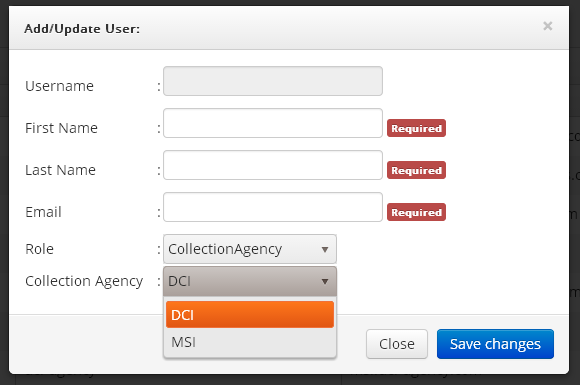 Add/Update User: ×
Username :
First Name : Required
Last Name : Required
Email : Required
Role : CollectionAgency
Collection Agency : DCI
DCI
MSI
Close Save changes